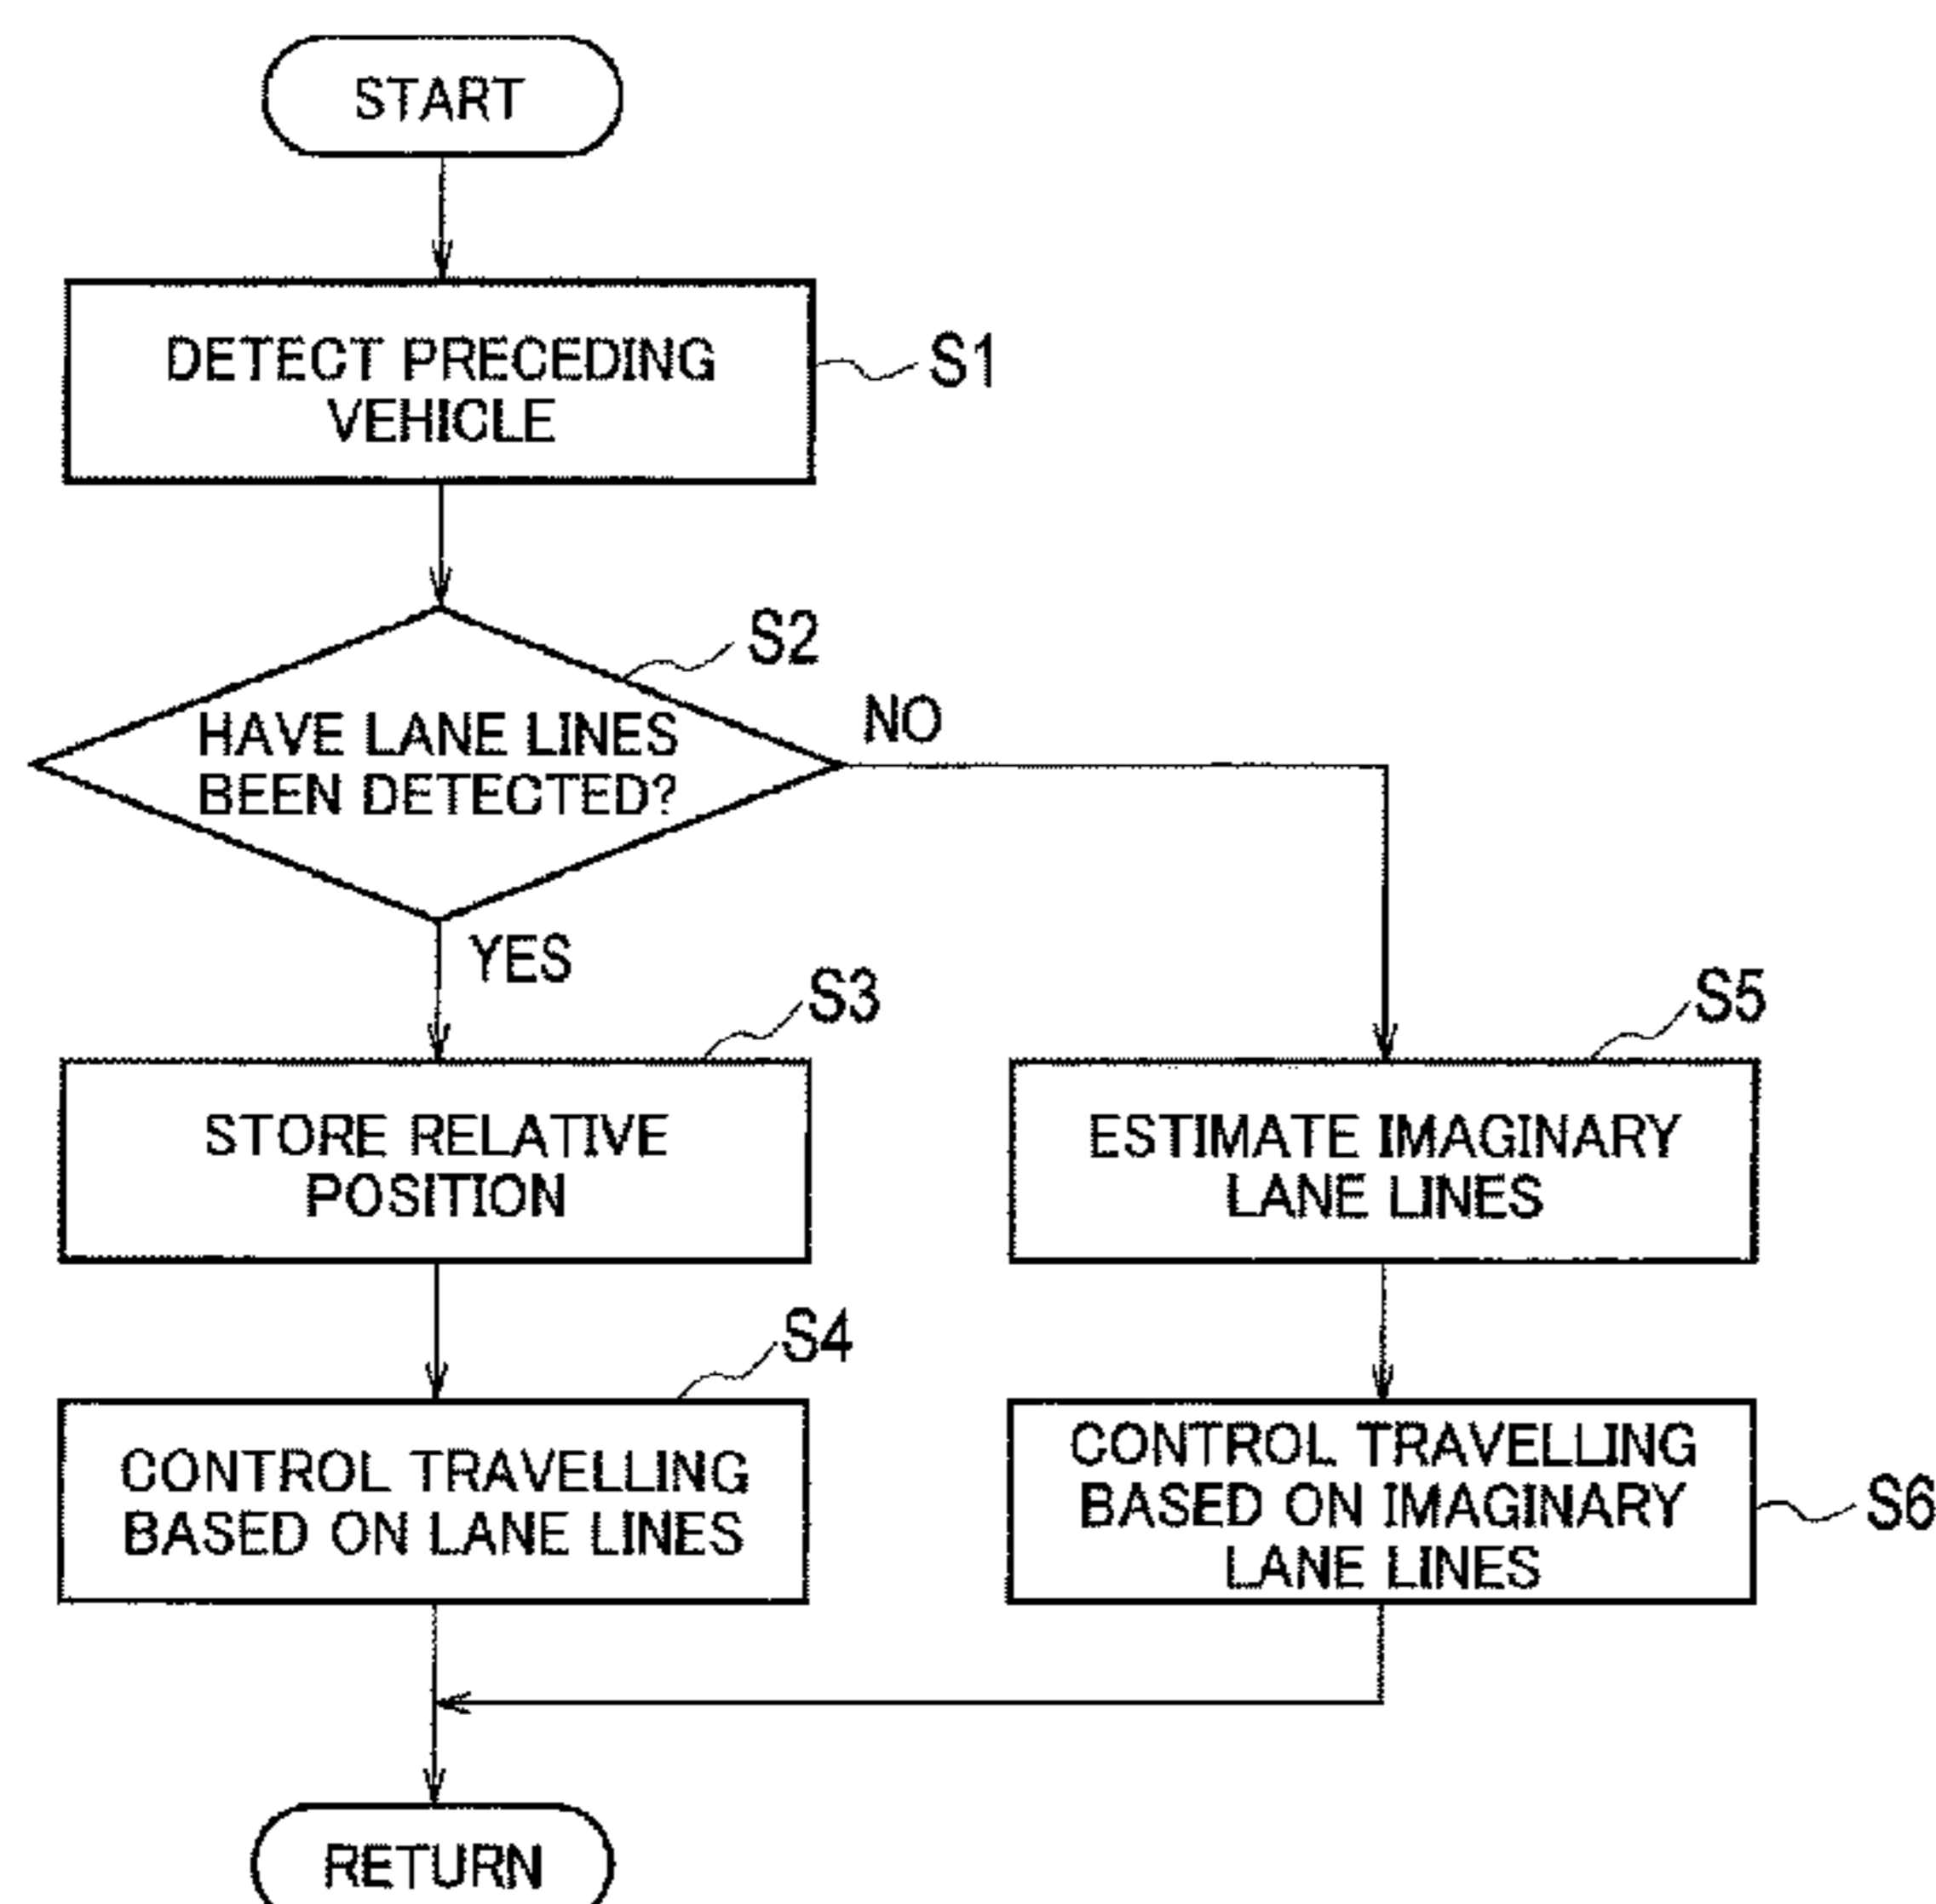 START
DETECT PRECEDING
VEHICLE
S1
S2
HAVE LANE LINES
BEEN DETECTED?
NO
YES
S3
STORE RELATIVE
POSITION
S4
CONTROL TRAVELLING
BASED ON LANE LINES
S5
ESTIMATE IMAGINARY
LANE LINES
CONTROL TRAVELLING
BASED ON IMAGINARY
LANE LINES
S6
RETURN